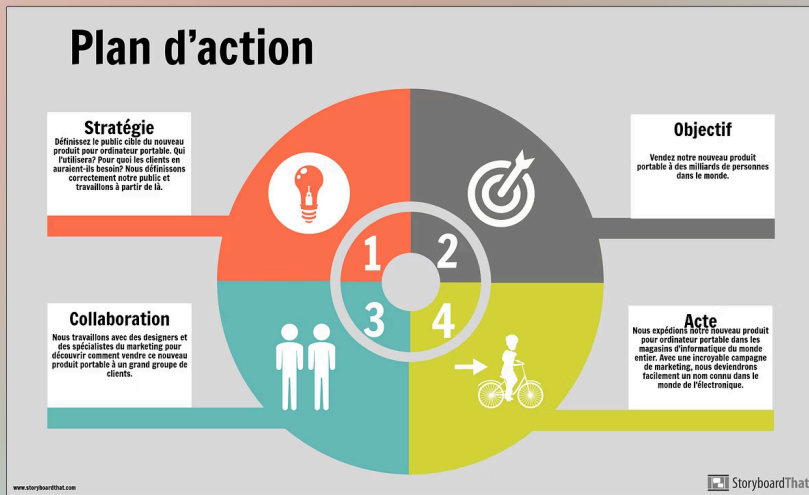 Plan d'action
Stratégie
Définissez le public cible du nouveau
produit pour ordinateur portable. Qui
l'utilisera? Pour quoi les clients en
auraient-ils besoin? Nous définissons
correctement notre public et
travaillons à partir de là.
Objectif
Vendez notre nouveau produit
portable à des milliards de personnes
dans le monde.
1
2
3
4
Collaboration
Nous travaillons avec des designers et
des spécialistes du marketing pour
découvrir comment vendre ce nouveau
produit portable à un grand groupe de
clients.
Acte
Nous expédions notre nouveau produit
pour ordinateur portable dans les
magasins d'informatique du monde
entier. Avec une incroyable campagne
de marketing, nous deviendrons
facilement un nom connu dans le
monde de l'électronique.
www.storyboardthat.com
StoryboardThat